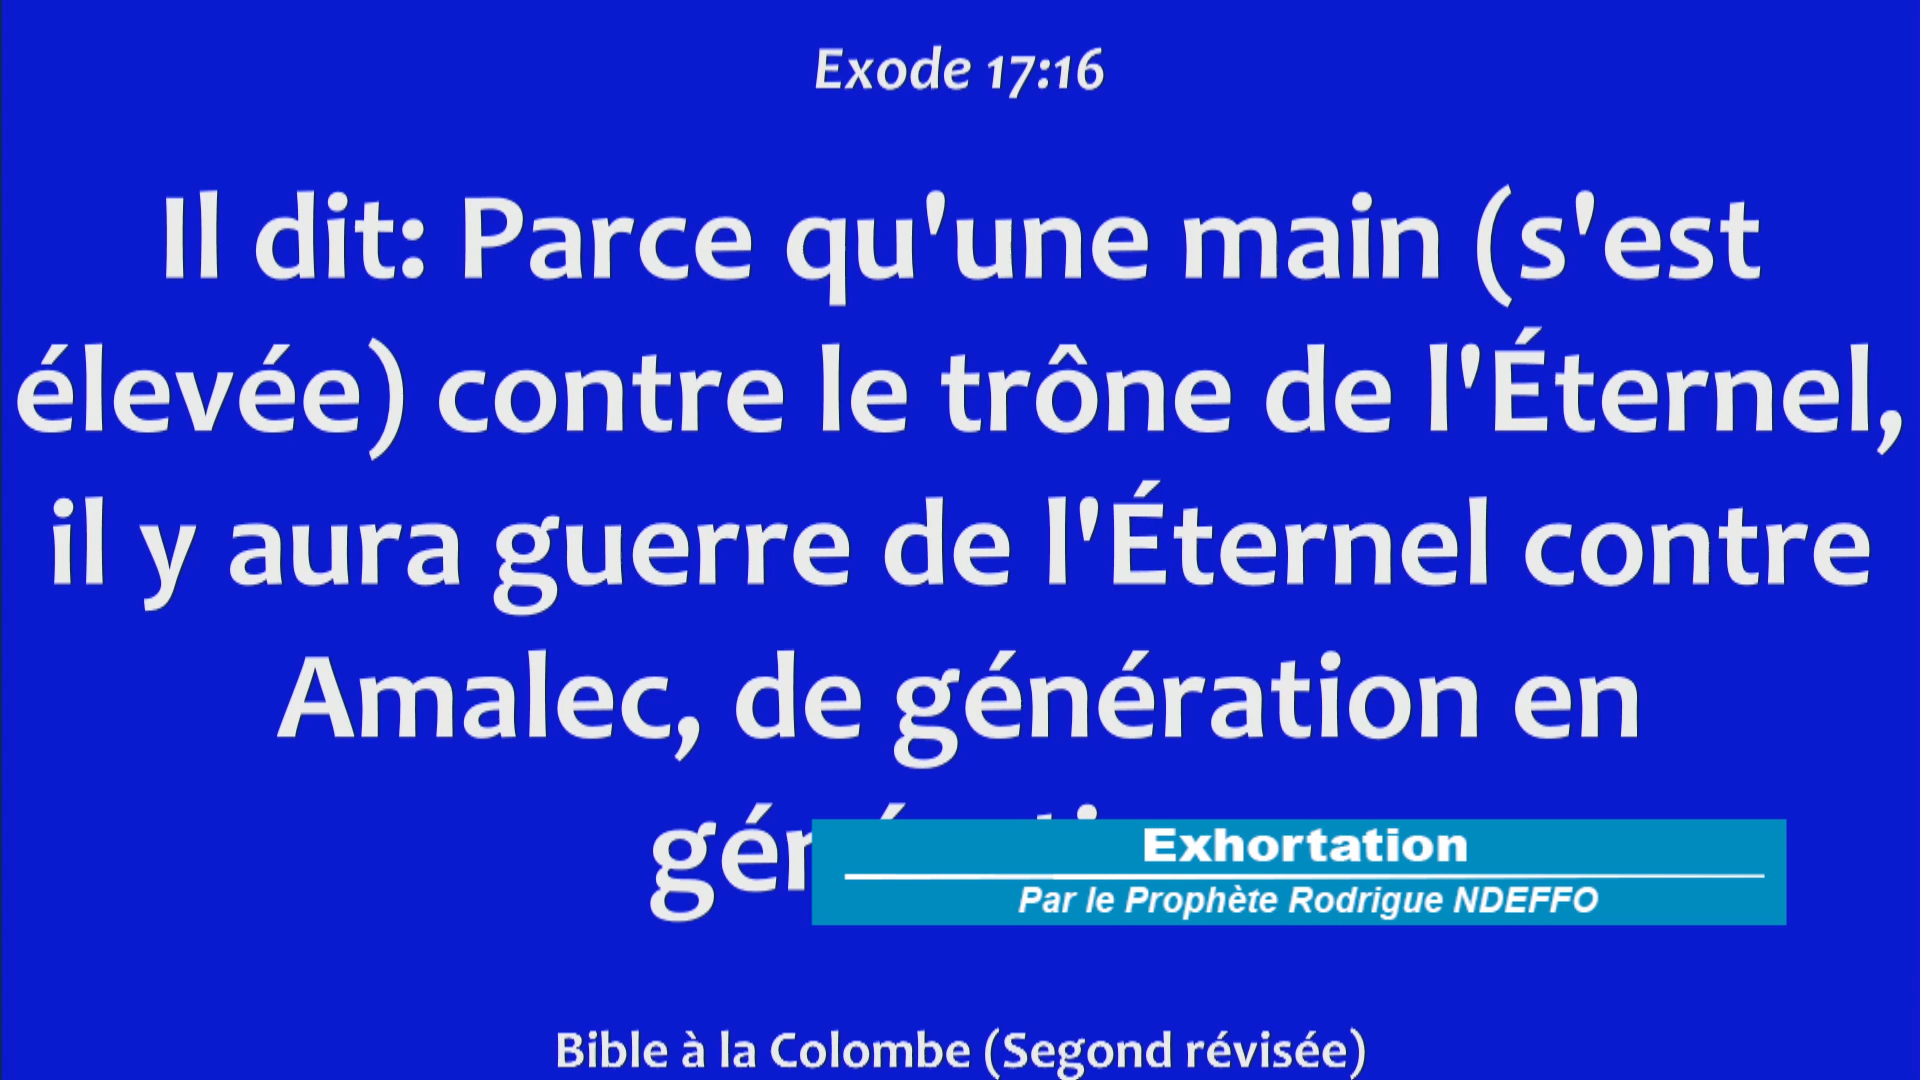 Exode 17:16
Il dit: Parce qu'une main (s'est
élevée) contre le trône de l'Éternel,
il y aura guerre de l'Éternel contre
Amalec, de génération en
Exhortation
Par le Prophète Rodrigue NDEFFO
Bible à la Colombe (Segond révisée)